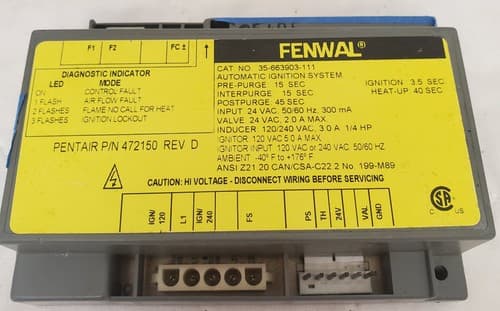 F1 F2 FC ±
DIAGNOSTIC INDICATOR
LED MODE
ON CONTROL FAULT
1 FLASH AIR FLOW FAULT
2 FLASHES FLAME NO CALL FOR HEAT
3 FLASHES IGNITION LOCKOUT
PENTAIR P/N 472150 REV D
FENWAL®
CAT. NO. 35-663903-111
AUTOMATIC IGNITION SYSTEM
PRE-PURGE 15 SEC IGNITION 3.5 SEC
INTERPURGE 15 SEC HEAT-UP 40 SEC
POSTPURGE 45 SEC
INPUT 24 VAC, 50/60 Hz, 300 mA
VALVE 24 VAC, 2.0 A MAX.
INDUCER 120/240 VAC, 3.0 A 1/4 HP
IGNITOR 120 VAC 5.0 A MAX.
IGNITOR INPUT 120 VAC or 240 VAC, 50/60 HZ
AMBIENT -40° F to +176° F
ANSI Z21.20 CAN/CSA-C22.2 No. 199-M89
CAUTION: HI VOLTAGE - DISCONNECT WIRING BEFORE SERVICING
IGN/120 L1 IGN/240 FS PS TH 24V VAL GND
C US